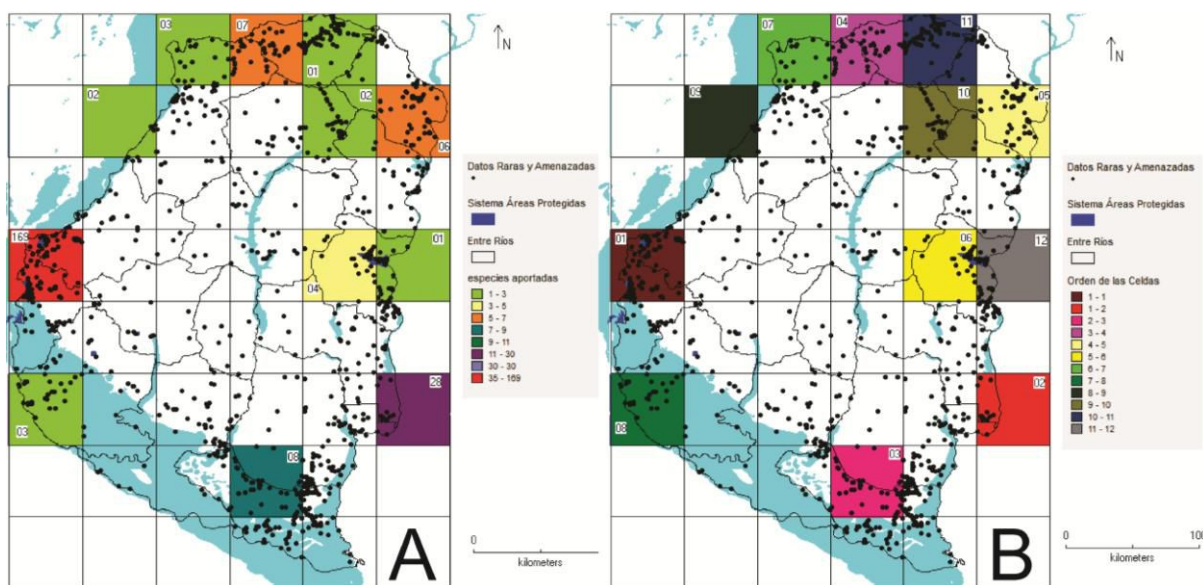 03
07
01
02
02
06
169
01
04
03
26
08
N
Datos Raras y Amenazadas
Sistema Áreas Protegidas
Entre Ríos
especies aportadas
1 - 3
3 - 5
5 - 7
7 - 9
9 - 11
11 - 30
30 - 30
35 - 169
0
kilometers
A
07
04
11
09
10
05
01
06
12
08
02
03
N
Datos Raras y Amenazadas
Sistema Áreas Protegidas
Entre Ríos
Orden de las Celdas
1 - 1
1 - 2
2 - 3
3 - 4
4 - 5
5 - 6
6 - 7
7 - 8
8 - 9
9 - 10
10 - 11
11 - 12
0
100
kilometers
B